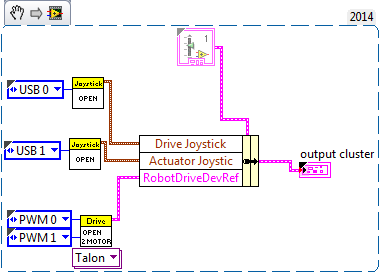 2014
1
USB 0
Joystick
OPEN
USB 1
Joystick
OPEN
Drive Joystick
Actuator Joystic
RobotDriveDevRef
output cluster
PWM 0
PWM 1
Drive
OPEN
2 MOTOR
Talon